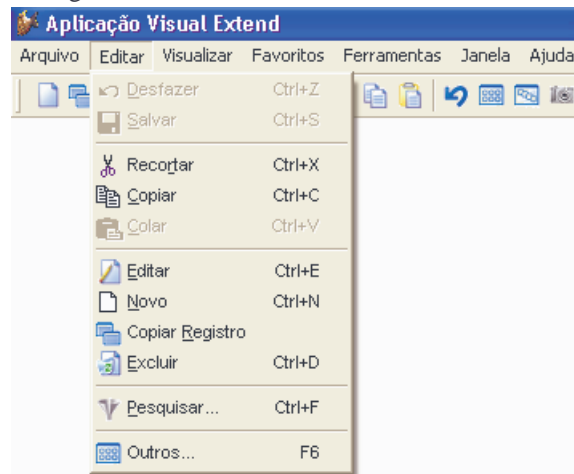 Aplicação Visual Extend
Arquivo Editar Visualizar Favoritos Ferramentas Janela Ajuda
Desfazer Ctrl+Z
Salvar Ctrl+S
Recortar Ctrl+X
Copiar Ctrl+C
Colar Ctrl+V
Editar Ctrl+E
Novo Ctrl+N
Copiar Registro
Excluir Ctrl+D
Pesquisar... Ctrl+F
Outros... F6